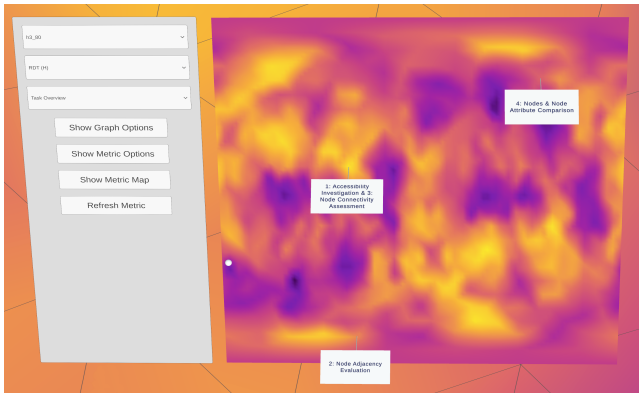 h3_90
RDT (H)
Task Overview
Show Graph Options
Show Metric Options
Show Metric Map
Refresh Metric
4: Nodes & Node
Attribute Comparison
1: Accessibility
Investigation & 3:
Node Connectivity
Assessment
2: Node Adjacency
Evaluation